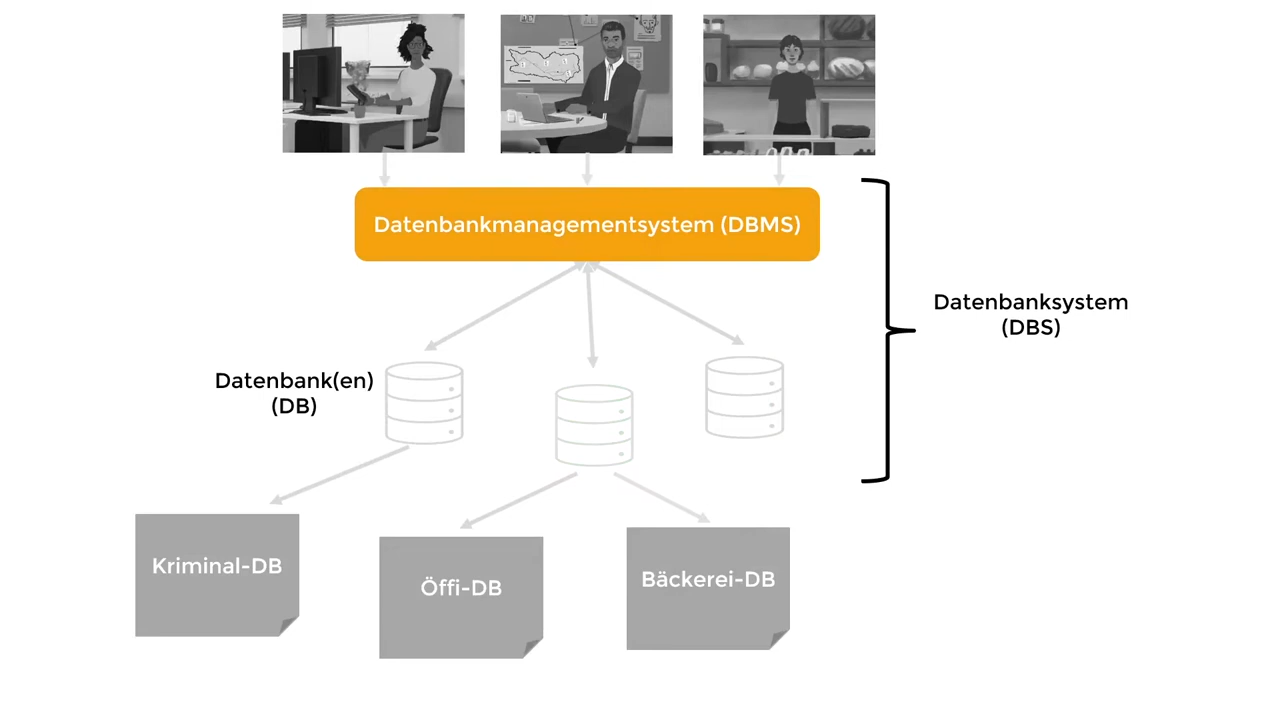 Datenbankmanagementsystem (DBMS)
Datenbanksystem
(DBS)
Datenbank(en)
(DB)
Kriminal-DB
Öffi-DB
Bäckerei-DB